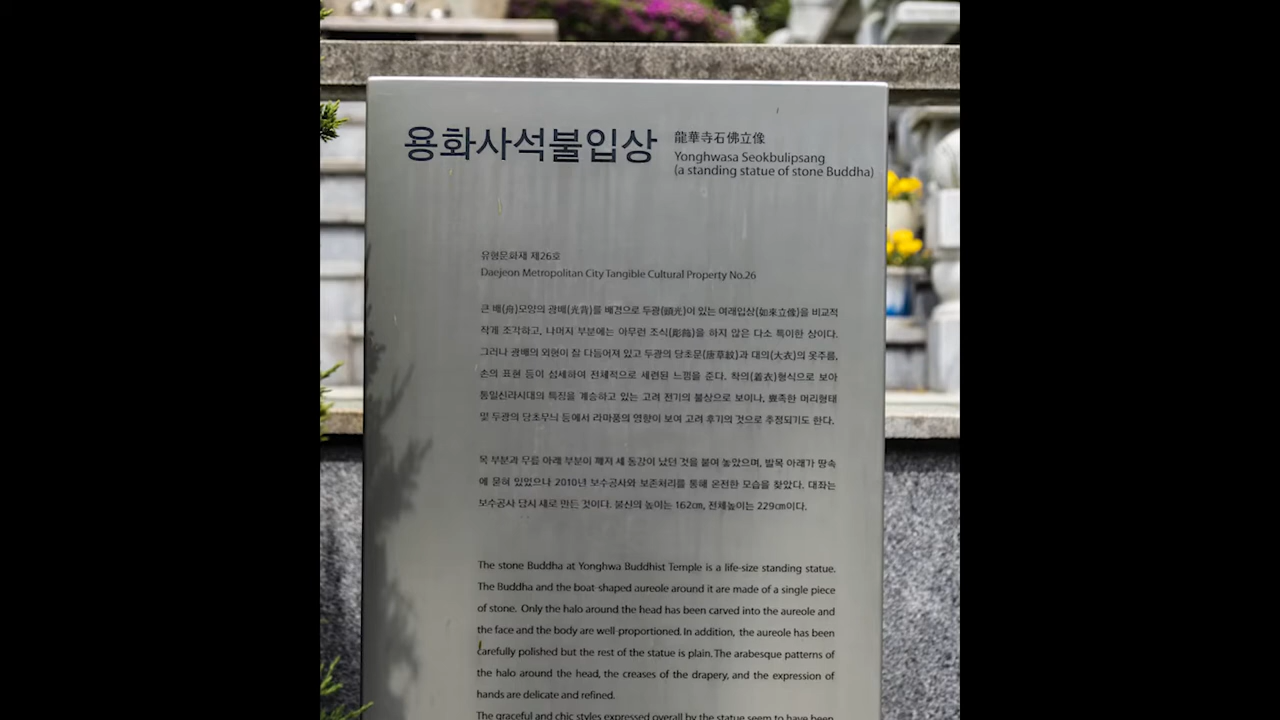 용화사석불입상
龍華寺石佛立像
Yonghwasa Seokbulipsang
(a standing statue of stone Buddha)
유형문화재 제26호
Daejeon Metropolitan City Tangible Cultural Property No.26
큰 배(舟)모양의 광배(光背)를 배경으로 두광(頭光)이 있는 여래입상(如來立像)을 비교적
작게 조각하고, 나머지 부분에는 아무런 조식(彫飾)을 하지 않은 다소 특이한 상이다.
그러나 광배의 외현이 잘 다듬어져 있고 두광의 당초문(唐草紋)과 대의(大衣)의 옷주름,
손의 표현 등이 섬세하여 전체적으로 세련된 느낌을 준다. 착의(着衣)형식으로 보아
통일신라시대의 특징을 계승하고 있는 고려 전기의 불상으로 보이나, 뾰족한 머리형태
및 두광의 당초무늬 등에서 라마풍의 영향이 보여 고려 후기의 것으로 추정되기도 한다.
목 부분과 무릎 아래 부분이 깨져 세 동강이 났던 것을 붙여 놓았으며, 발목 아래가 땅속
에 묻혀 있었으나 2010년 보수공사와 보존처리를 통해 온전한 모습을 찾았다. 대좌는
보수공사 당시 새로 만든 것이다. 불신의 높이는 162㎝, 전체높이는 229㎝이다.
The stone Buddha at Yonghwa Buddhist Temple is a life-size standing statue.
The Buddha and the boat-shaped aureole around it are made of a single piece
of stone. Only the halo around the head has been carved into the aureole and
the face and the body are well-proportioned. In addition, the aureole has been
carefully polished but the rest of the statue is plain. The arabesque patterns of
the halo around the head, the creases of the drapery, and the expression of
hands are delicate and refined.
The graceful and chic styles expressed overall by the statue seem to have been